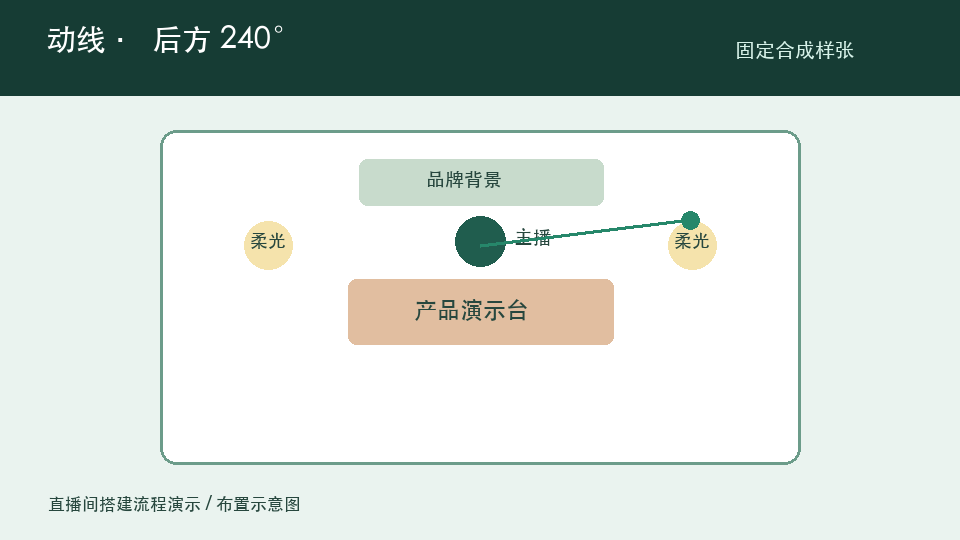 动线 · 后方 240°
固定合成样张
品牌背景
柔光
主播
柔光
产品演示台
直播间搭建流程演示 / 布置示意图